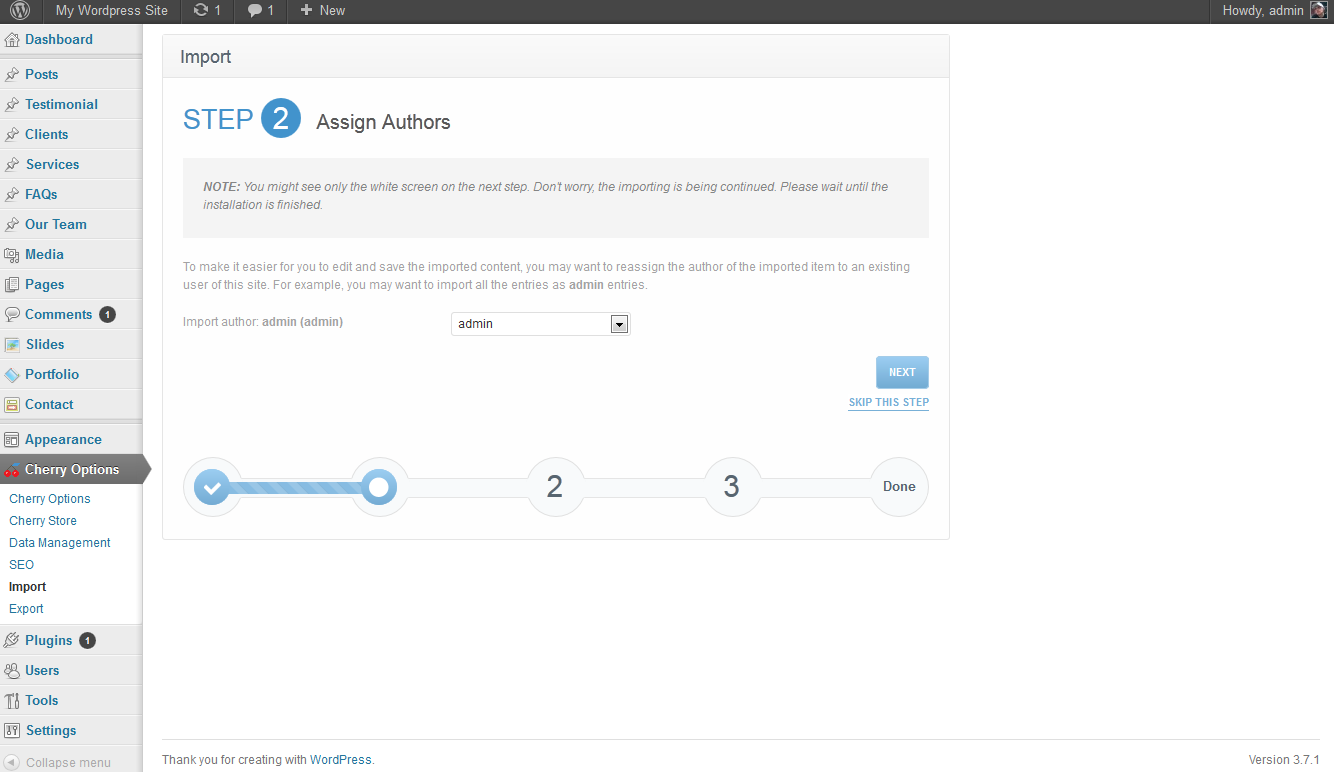 My Wordpress Site 1 1 New Howdy, admin
Dashboard
Posts
Testimonial
Clients
Services
FAQs
Our Team
Media
Pages
Comments 1
Slides
Portfolio
Contact
Appearance
Cherry Options
Cherry Options
Cherry Store
Data Management
SEO
Import
Export
Plugins 1
Users
Tools
Settings
Collapse menu
Import
STEP 2 Assign Authors
NOTE: You might see only the white screen on the next step. Don't worry, the importing is being continued. Please wait until the
installation is finished.
To make it easier for you to edit and save the imported content, you may want to reassign the author of the imported item to an existing
user of this site. For example, you may want to import all the entries as admin entries.
Import author: admin (admin) admin
NEXT
SKIP THIS STEP
2 3 Done
Thank you for creating with WordPress. Version 3.7.1